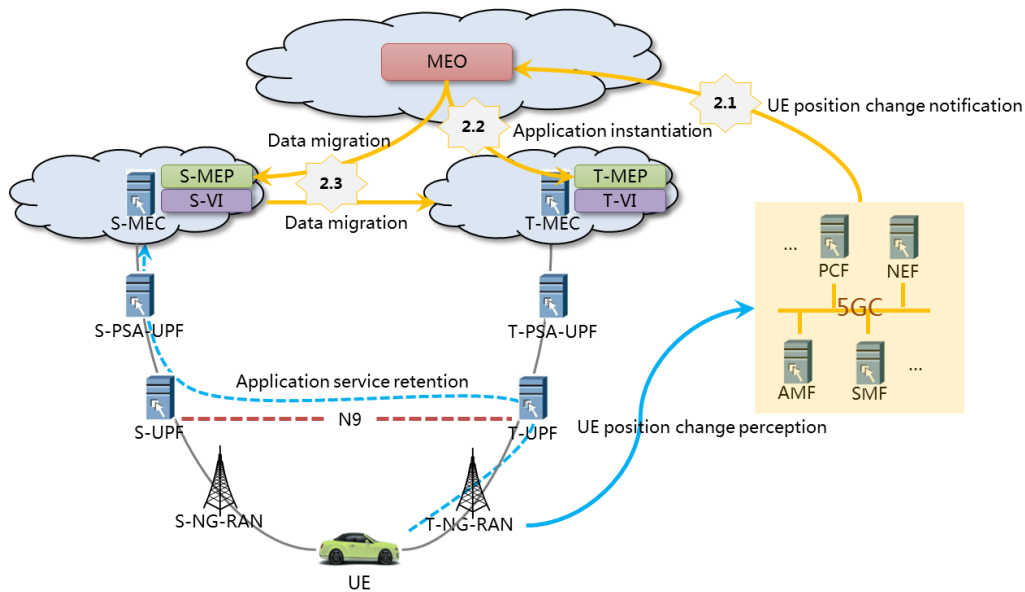 MEO
2.1
UE position change notification
2.2
Application instantiation
Data migration
S-MEP
2.3
T-MEP
S-VI
T-VI
S-MEC
Data migration
T-MEC
...
PCF
NEF
S-PSA-UPF
T-PSA-UPF
5GC
Application service retention
...
AMF
SMF
N9
S-UPF
T-UPF
UE position change perception
S-NG-RAN
T-NG-RAN
UE